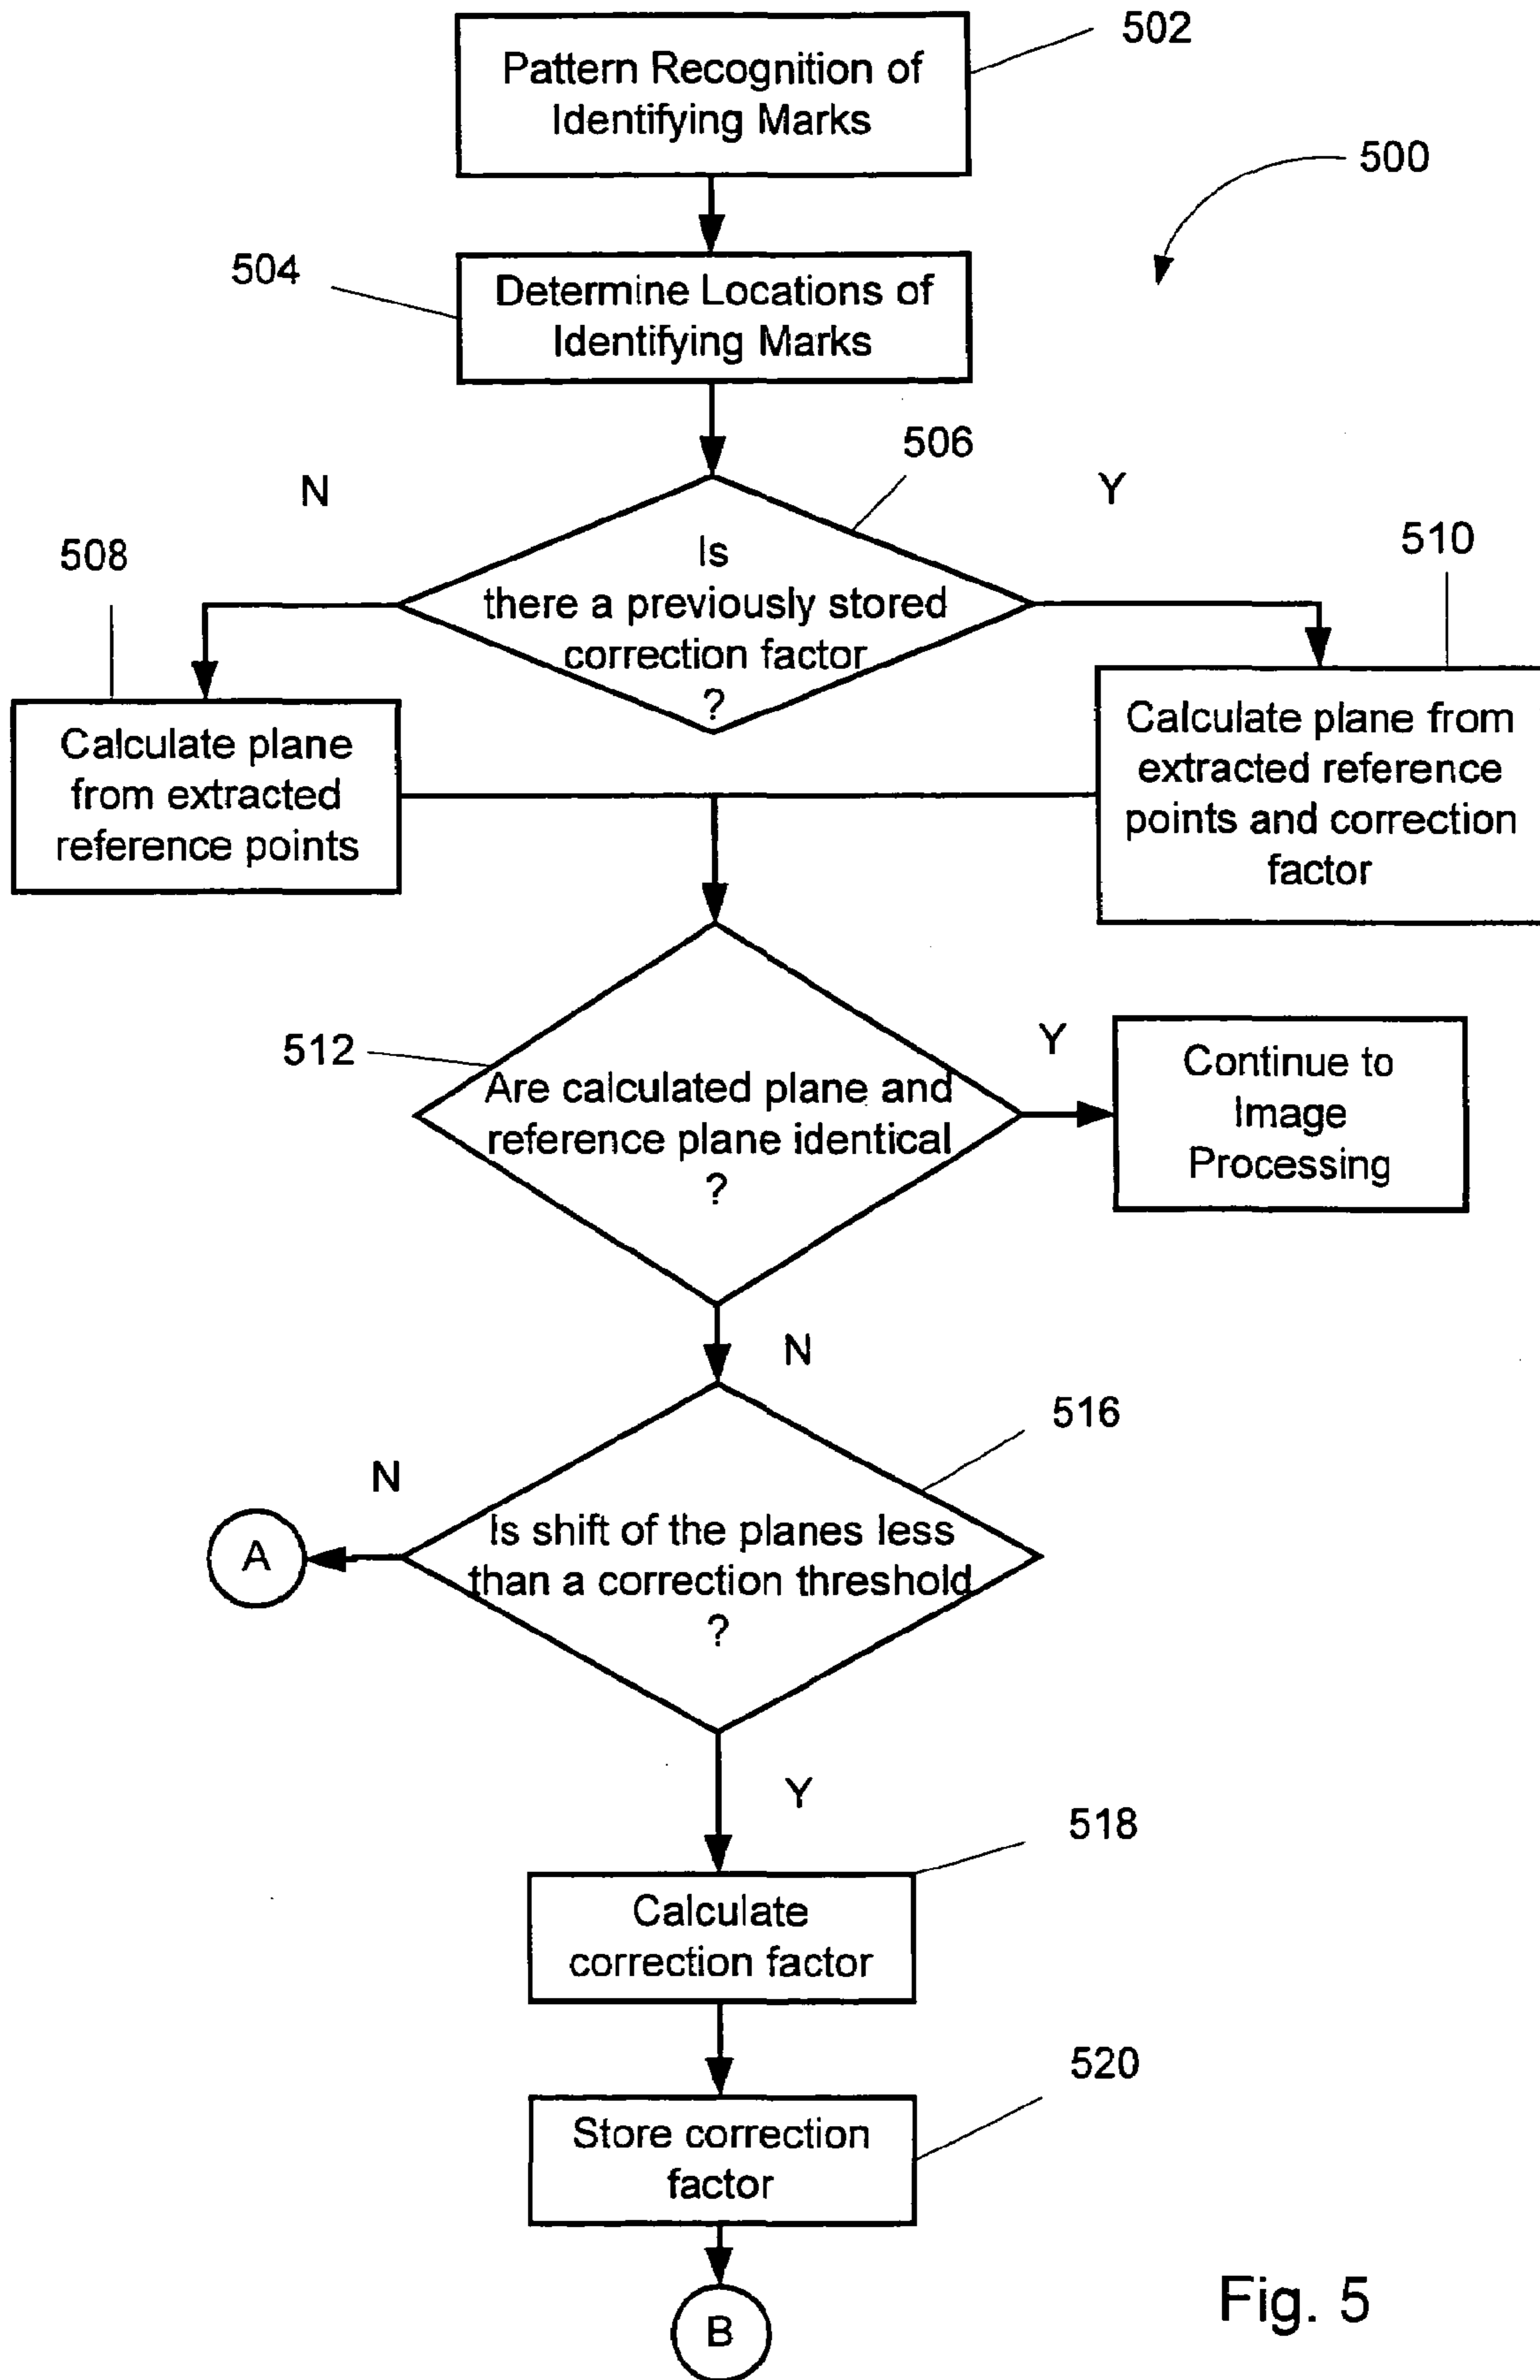 502
Pattern Recognition of
Identifying Marks
500
504
Determine Locations of
Identifying Marks
506
N
Y
Is
there a previously stored
correction factor
?
508
510
Calculate plane
from extracted
reference points
Calculate plane from
extracted reference
points and correction
factor
512
Are calculated plane and
reference plane identical
?
Y
Continue to
Image
Processing
N
516
N
A
Is shift of the planes less
than a correction threshold
?
Y
518
Calculate
correction factor
520
Store correction
factor
B
Fig. 5